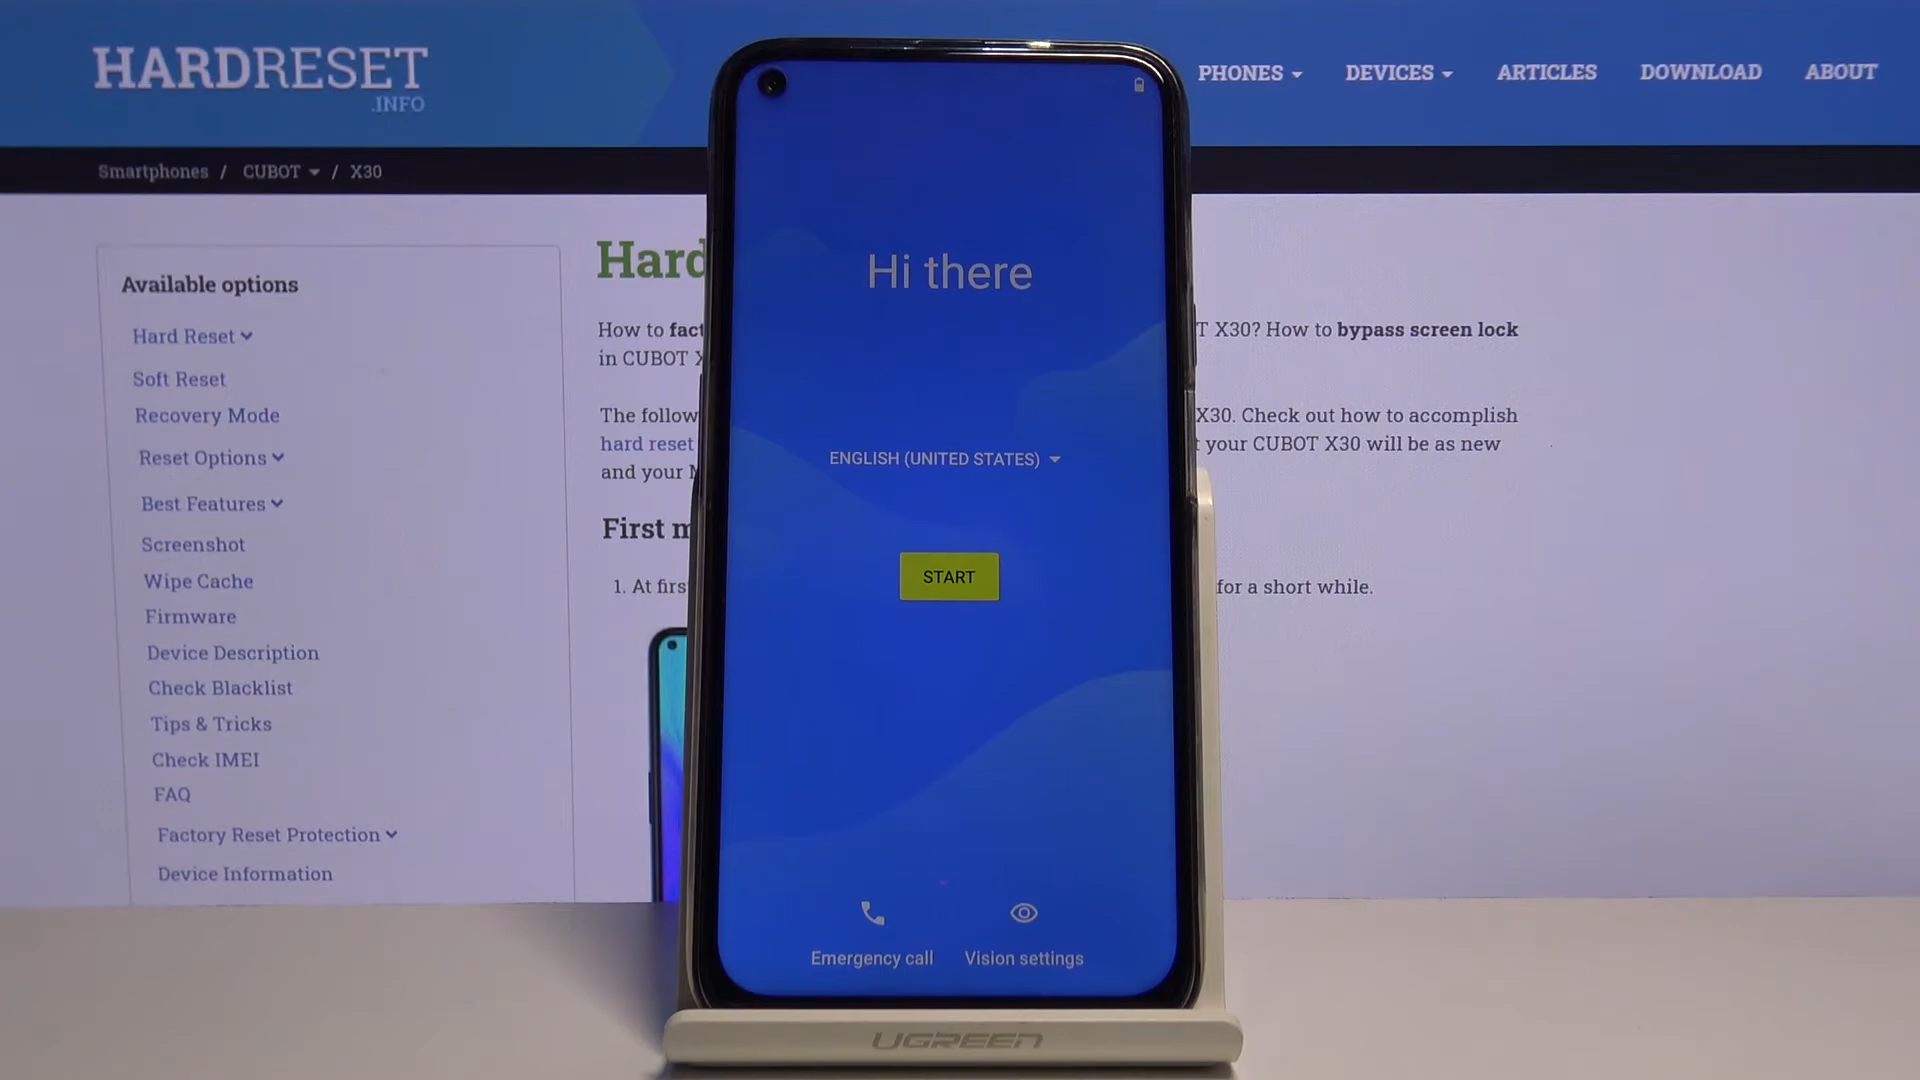 HARDRESET
.INFO
PHONES
DEVICES
ARTICLES
DOWNLOAD
ABOUT
Smartphones / CUBOT / X30
Available options
Hard Reset
Soft Reset
Recovery Mode
Reset Options
Best Features
Screenshot
Wipe Cache
Firmware
Device Description
Check Blacklist
Tips & Tricks
Check IMEI
FAQ
Factory Reset Protection
Device Information
Hard
How to fact
T X30? How to bypass screen lock
in CUBOT X
The follow
X30. Check out how to accomplish
hard reset
your CUBOT X30 will be as new
and your
First
1. At firs
for a short while.
Hi there
ENGLISH (UNITED STATES)
START
Emergency call
Vision settings
UGREEN